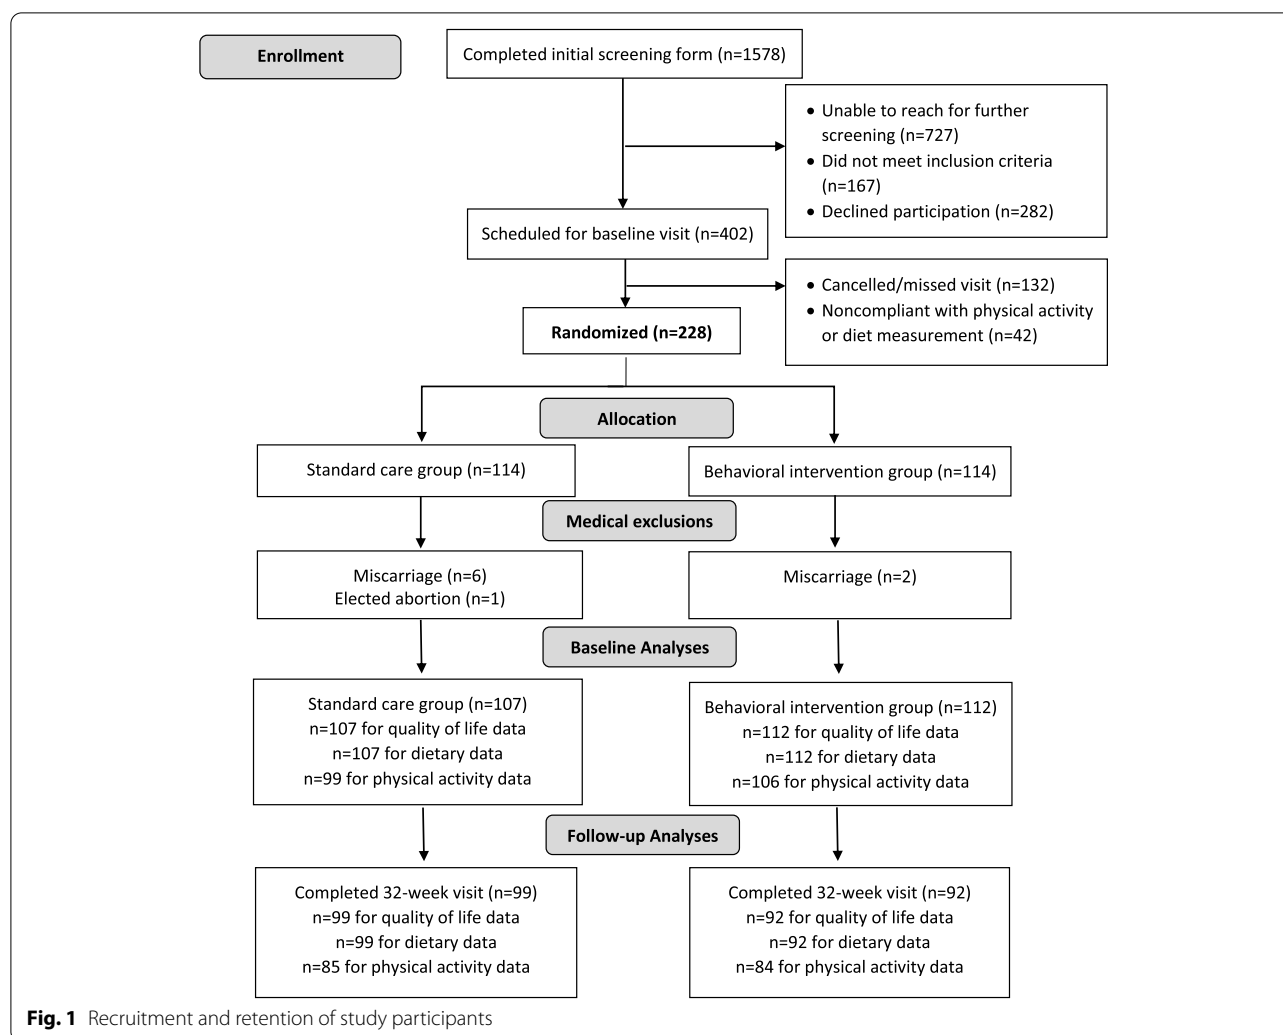 Enrollment
Completed initial screening form (n=1578)
• Unable to reach for further
screening (n=727)
• Did not meet inclusion criteria
(n=167)
• Declined participation (n=282)
Scheduled for baseline visit (n=402)
• Cancelled/missed visit (n=132)
• Noncompliant with physical activity
or diet measurement (n=42)
Randomized (n=228)
Allocation
Standard care group (n=114)
Behavioral intervention group (n=114)
Medical exclusions
Miscarriage (n=6)
Elected abortion (n=1)
Miscarriage (n=2)
Baseline Analyses
Standard care group (n=107)
n=107 for quality of life data
n=107 for dietary data
n=99 for physical activity data
Behavioral intervention group (n=112)
n=112 for quality of life data
n=112 for dietary data
n=106 for physical activity data
Follow-up Analyses
Completed 32-week visit (n=99)
n=99 for quality of life data
n=99 for dietary data
n=85 for physical activity data
Completed 32-week visit (n=92)
n=92 for quality of life data
n=92 for dietary data
n=84 for physical activity data
Fig. 1 Recruitment and retention of study participants